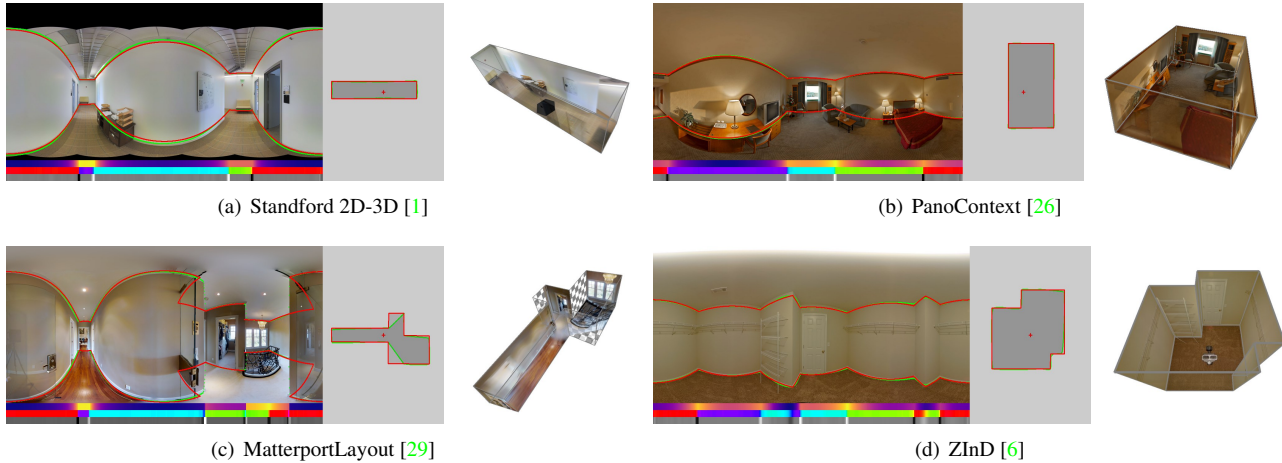 (a) Standford 2D-3D [1]
(b) PanoContext [26]
(c) MatterportLayout [29]
(d) ZInD [6]